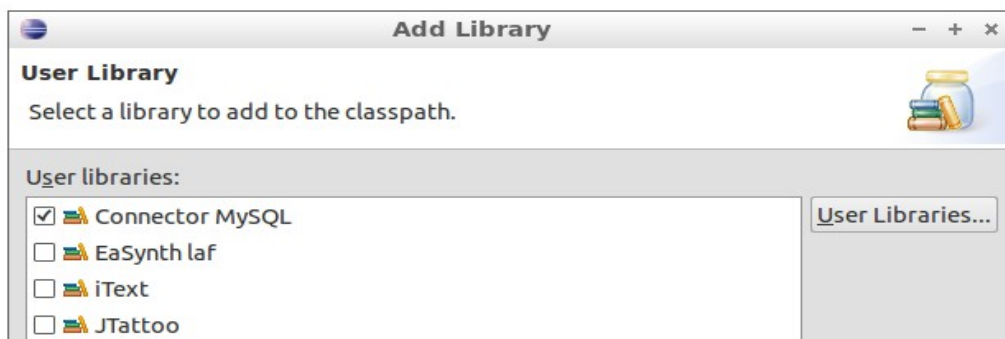 Add Library
User Library
Select a library to add to the classpath.
User libraries:
Connector MySQL
User Libraries...
EaSynth laf
iText
JTattoo